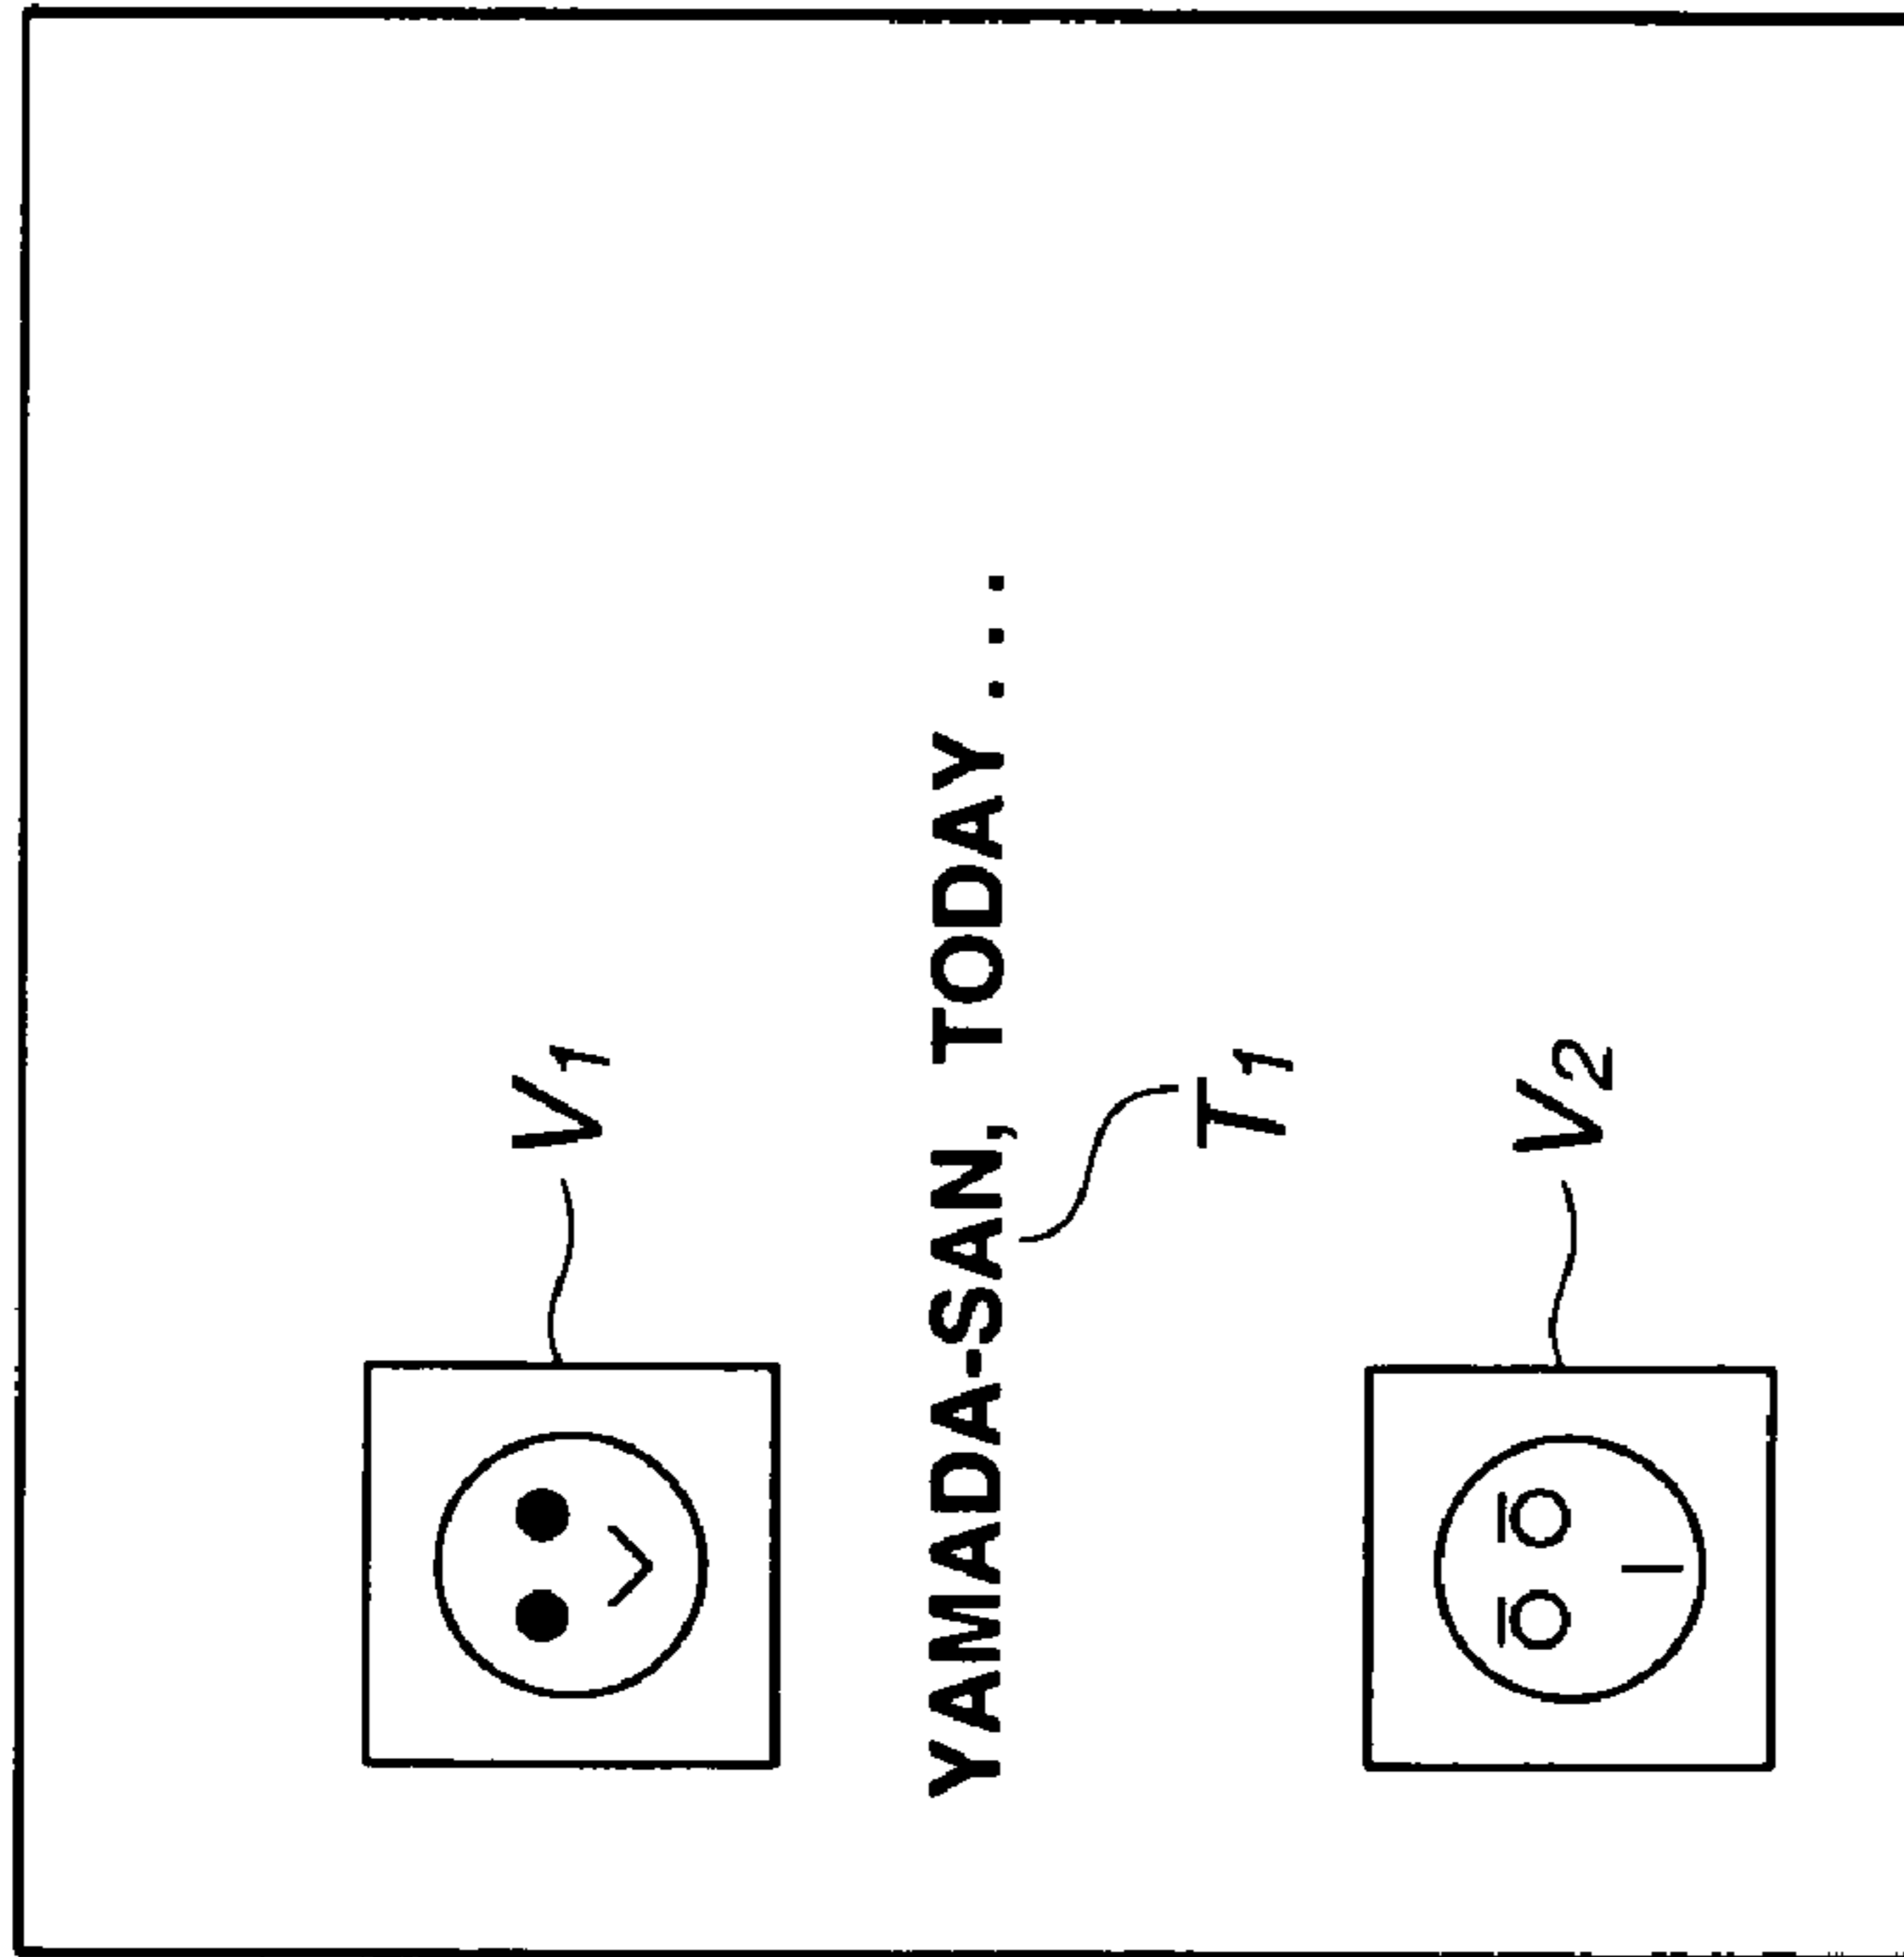 V1
YAMADA-SAN, TODAY . . .
T1
V2